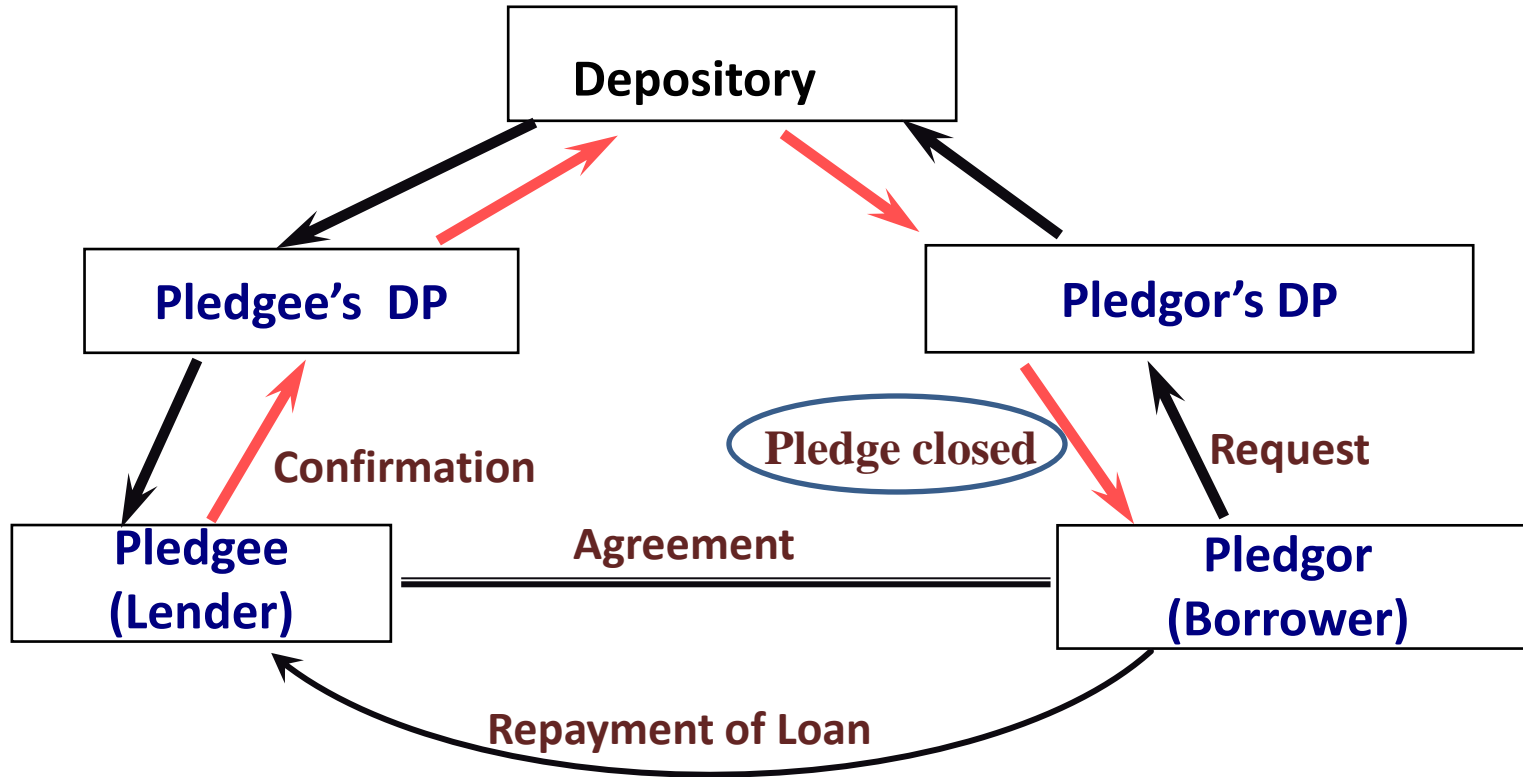 Depository
Pledgee’s  DP
Pledgor’s DP
Pledge closed
Request
Confirmation
Agreement
Pledgee
(Lender)
Pledgor
(Borrower)
Repayment of Loan